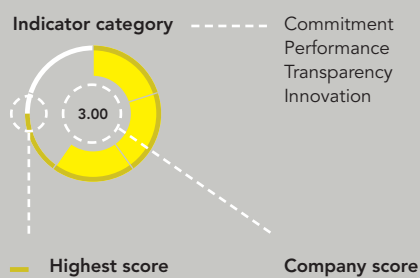 Indicator category
Commitment
Performance
Transparency
Innovation
3.00
Highest score
Company score